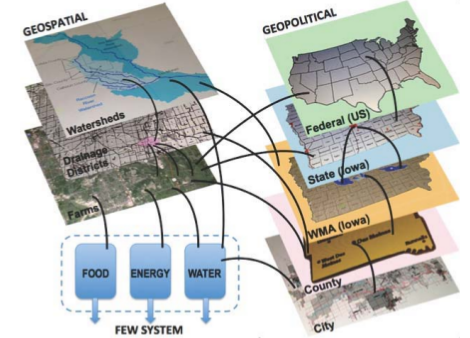 GEOSPATIAL
GEOPOLITICAL
Watersheds
Drainage
Districts
Farms
Federal (US)
State (Iowa)
WMA (Iowa)
County
City
FOOD
ENERGY
WATER
FEW SYSTEM